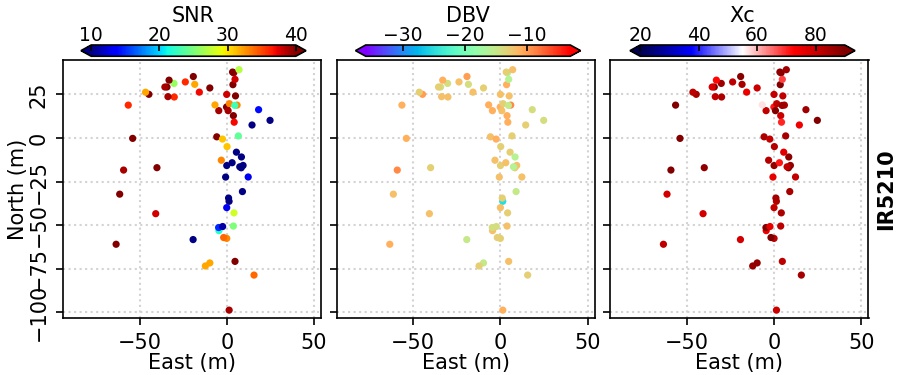 SNR DBV Xc
10 20 30 40 −30 −20 −10 20 40 60 80
North (m)
25
0
−25
−50
−75
−100
−50 0 50 −50 0 50 −50 0 50
East (m) East (m) East (m)
IR5210